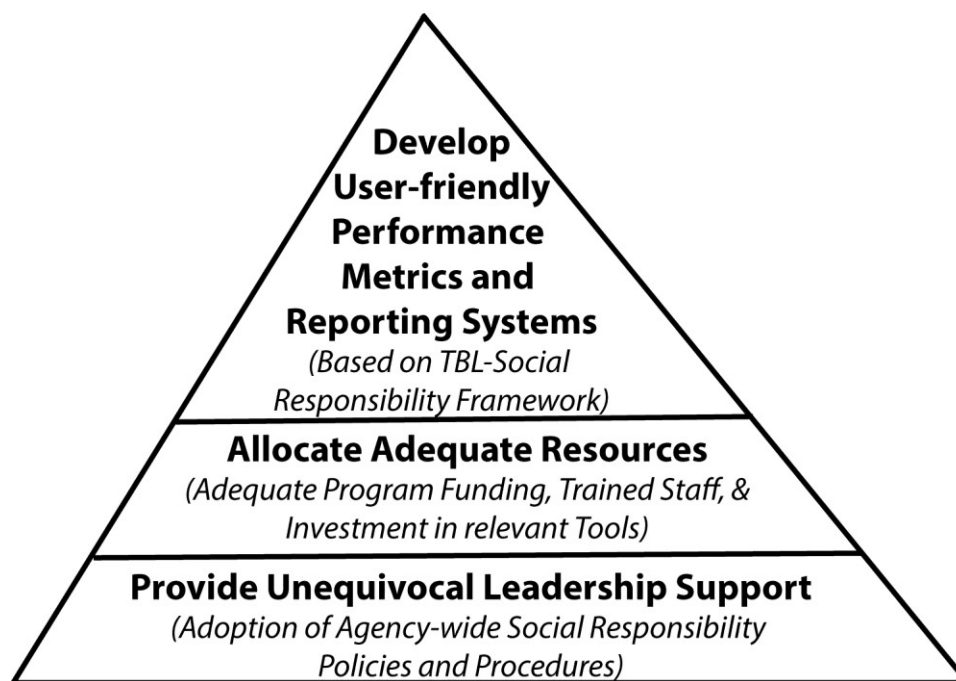 Develop
User-friendly
Performance
Metrics and
Reporting Systems
(Based on TBL-Social
Responsibility Framework)
Allocate Adequate Resources
(Adequate Program Funding, Trained Staff, &
Investment in relevant Tools)
Provide Unequivocal Leadership Support
(Adoption of Agency-wide Social Responsibility
Policies and Procedures)